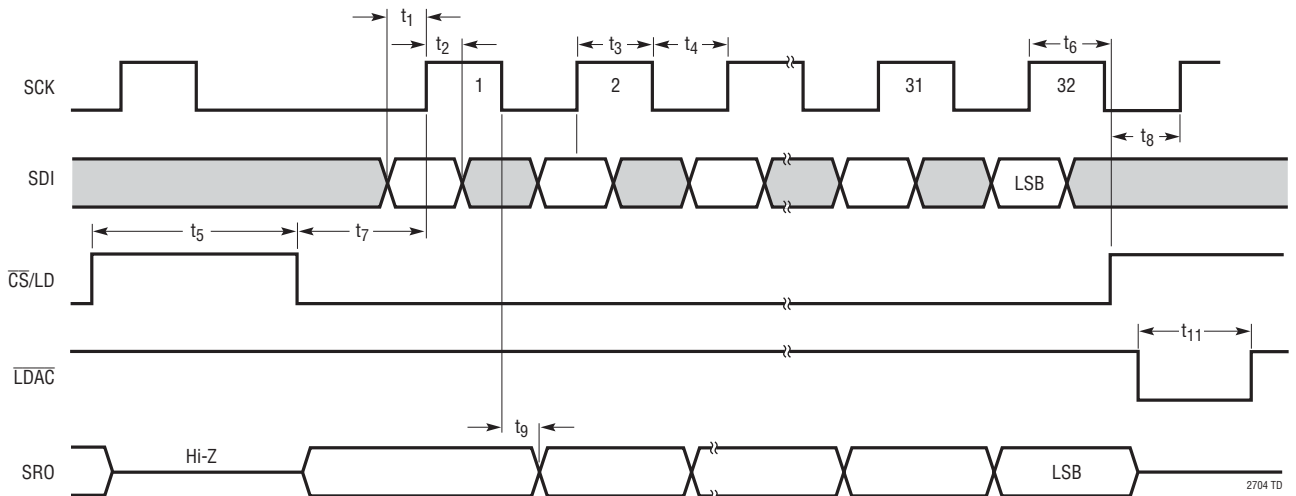 t1
t2 t3 t4 t6
SCK 1 2 31 32
t8
SDI LSB
t5 t7
CS/LD
t11
LDAC
t9
Hi-Z
SRO LSB
2704 TD